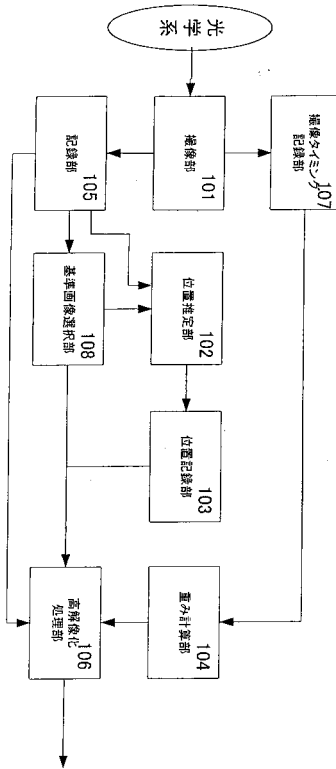 光学系
撮像部
101
撮像タイミング
記録部
107
記録部
105
位置推定部
102
基準画像選択部
108
位置記録部
103
重み計算部
104
高解像化
処理部
106